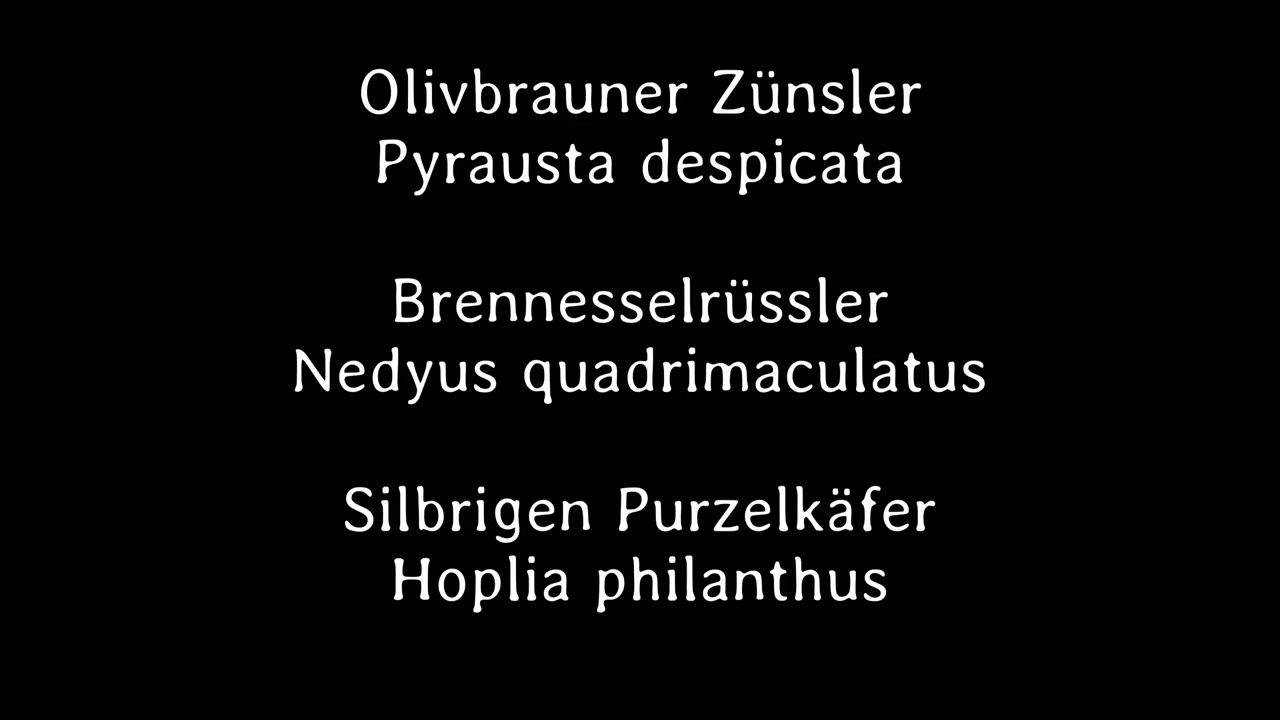 Olivbrauner Zünsler
Pyrausta despicata
Brennesselrüssler
Nedyus quadrimaculatus
Silbrigen Purzelkäfer
Hoplia philanthus